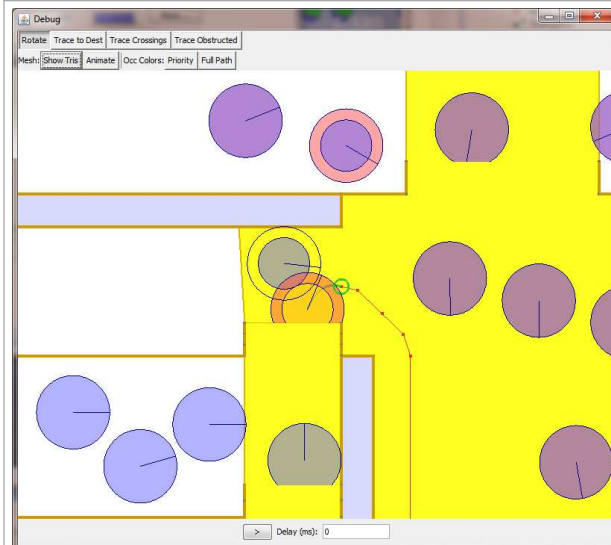 Debug
Rotate Trace to Dest Trace Crossings Trace Obstructed
Mesh: Show Tris Animate Occ Colors: Priority Full Path
> Delay (ms): 0